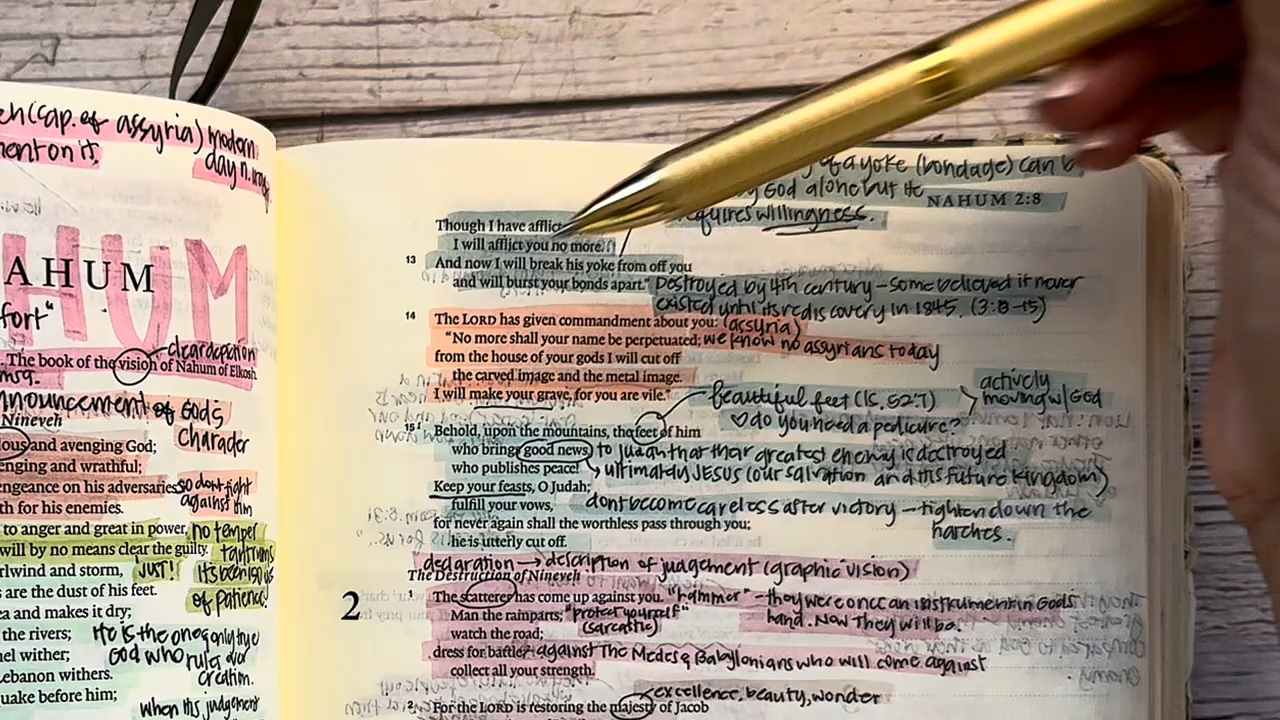 (cap. of assyria) modern
day n.
ment on it,
AHUM
fort"
clear depiction
. The book of the vision of Nahum of Elkosh.
msg.
announcement of God's
character
Nineveh
and avenging God;
enging and wrathful;
engeance on his adversaries
so dont fight
against him
th for his enemies.
to anger and great in power,
no temper
tantrums
will by no means clear the guilty.
JUST!
its been 150 yrs
of patience!
rlwind and storm,
s are the dust of his feet.
ea and makes it dry;
the rivers;
He is the one & only true
God who rules over
creation.
el wither;
Lebanon withers.
uake before him;
when his judgement
of a yoke (bondage) can b
God alone but He
requires willingness.
NAHUM 2:8
Though I have afflic
I will afflict you no more.
13 And now I will break his yoke from off you
and will burst your bonds apart."
Destroyed by 4th century - some believed it never
existed until its rediscovery in 1845. (3:8-15)
14 The LORD has given commandment about you: (assyria)
"No more shall your name be perpetuated; we know no assyrians today
from the house of your gods I will cut off
the carved image and the metal image.
I will make your grave, for you are vile."
beautiful feet (IS. 52:7)
actively
moving w/ GOD
♡ do you need a pedicure?
15 Behold, upon the mountains, the feet of him
who brings good news, to judah that their greatest enemy is destroyed
who publishes peace! ultimately JESUS (our salvation and His future kingdom)
Keep your feasts, O Judah;
fulfill your vows, dont become careless after victory - tighten down the
hatches.
for never again shall the worthless pass through you;
he is utterly cut off.
declaration → description of judgement (graphic vision)
The Destruction of Nineveh
2 1 The scatterer has come up against you. "hammer" - they were once an instrument in Gods
hand. Now they will be
Man the ramparts; "protect yourself"
(sarcastic)
watch the road;
dress for battle; - against the Medes & Babylonians who will come against
collect all your strength.
excellence, beauty, wonder
2 For the LORD is restoring the majesty of Jacob